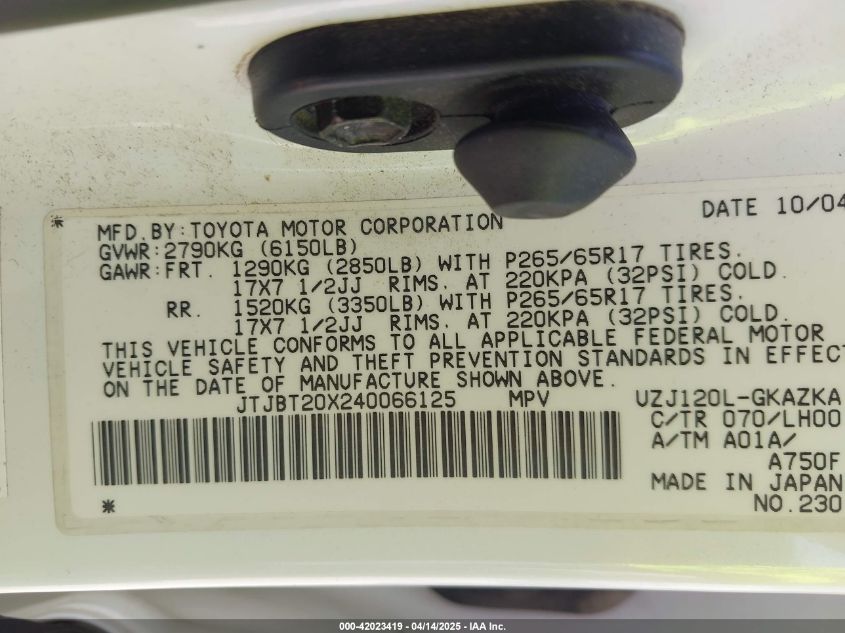 DATE 10/04
MFD.BY:TOYOTA MOTOR CORPORATION
GVWR:2790KG (6150LB)
GAWR:FRT. 1290KG (2850LB) WITH P265/65R17 TIRES.
17X7 1/2JJ RIMS. AT 220KPA (32PSI) COLD.
RR. 1520KG (3350LB) WITH P265/65R17 TIRES.
17X7 1/2JJ RIMS. AT 220KPA (32PSI) COLD.
THIS VEHICLE CONFORMS TO ALL APPLICABLE FEDERAL MOTOR
VEHICLE SAFETY AND THEFT PREVENTION STANDARDS IN EFFECT
ON THE DATE OF MANUFACTURE SHOWN ABOVE.
JTJBT20X240066125 MPV UZJ120L-GKAZKA
C/TR 070/LH00
A/TM A01A/
A750F
MADE IN JAPAN
NO.230
000-42023419 - 04/14/2025 - IAA Inc.